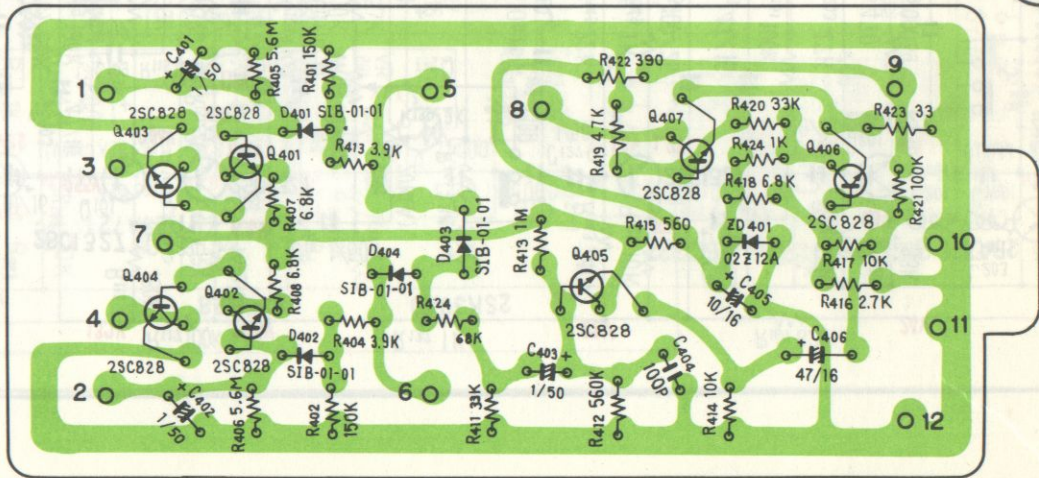 C401
1/50
R405 5.6M
R401 150K
R422 390
9
1
5
8
2SC828
2SC828
D401
SIB-01-01
R420 33K
R423 33
Q403
Q401
R413 3.9K
R419 4.7K
Q407
R424 1K
Q406
3
R407
6.8K
2SC828
R418 6.8K
2SC828
R421 100K
7
D403
SIB-01-01
R413 1M
R415 560
ZD401
02Z12A
R417
10K
10
Q404
Q402
R408 6.8K
D404
SIB-01-01
Q405
C405
10/16
R416 2.7K
4
R424
68K
2SC828
11
D402
R404 3.9K
C403
1/50
C404
100P
C406
47/16
2SC828
2SC828
SIB-01-01
2
C402
1/50
R406 5.6M
R402
150K
6
R411 33K
R412 560K
R414 10K
12